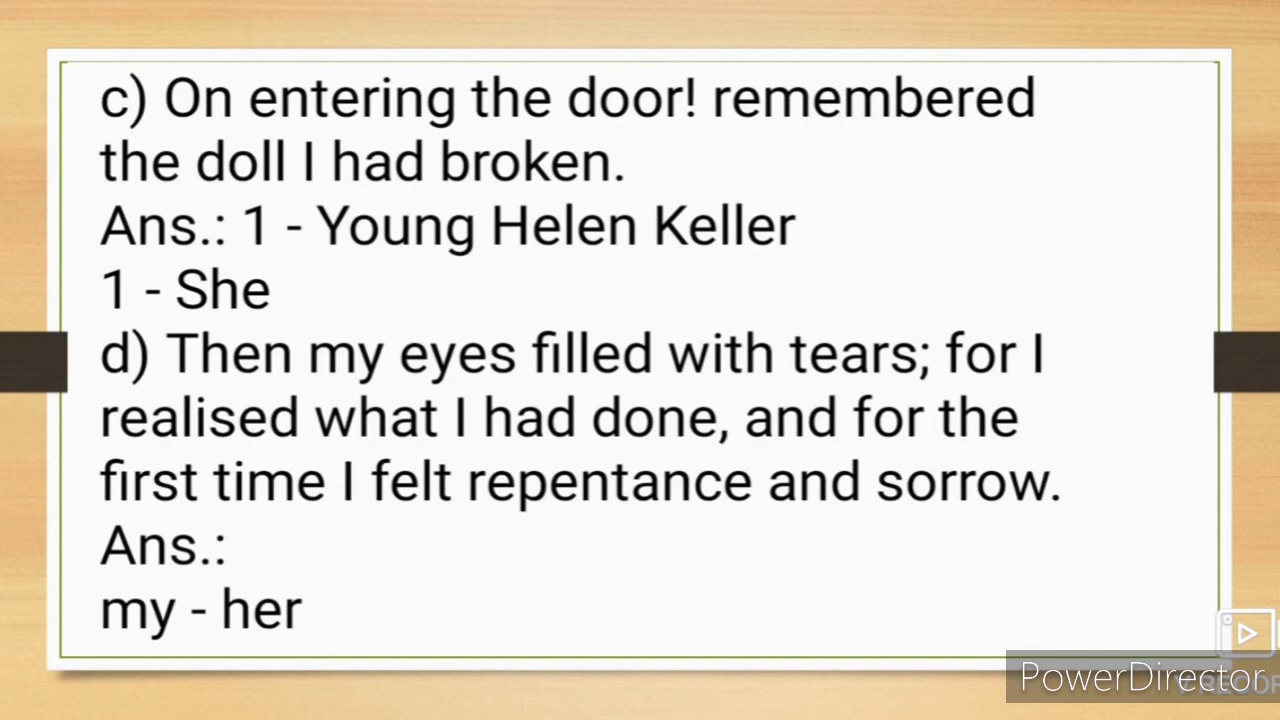 c) On entering the door! remembered
the doll I had broken.
Ans.: 1 - Young Helen Keller
1 - She
d) Then my eyes filled with tears; for I
realised what I had done, and for the
first time I felt repentance and sorrow.
Ans.:
my - her
PowerDirector